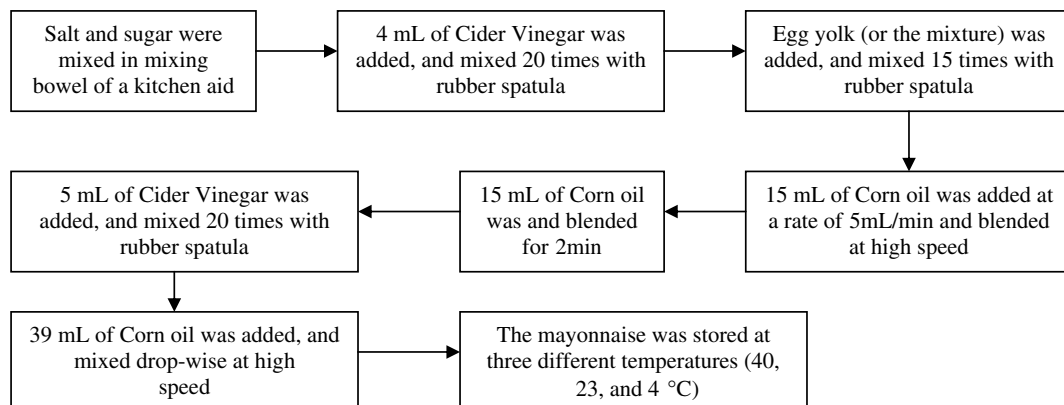 Salt and sugar were
mixed in mixing
bowel of a kitchen aid
4 mL of Cider Vinegar was
added, and mixed 20 times with
rubber spatula
Egg yolk (or the mixture) was
added, and mixed 15 times with
rubber spatula
15 mL of Corn oil was added at
a rate of 5mL/min and blended
at high speed
15 mL of Corn oil
was and blended
for 2min
5 mL of Cider Vinegar was
added, and mixed 20 times with
rubber spatula
39 mL of Corn oil was added, and
mixed drop-wise at high
speed
The mayonnaise was stored at
three different temperatures (40,
23, and 4 °C)